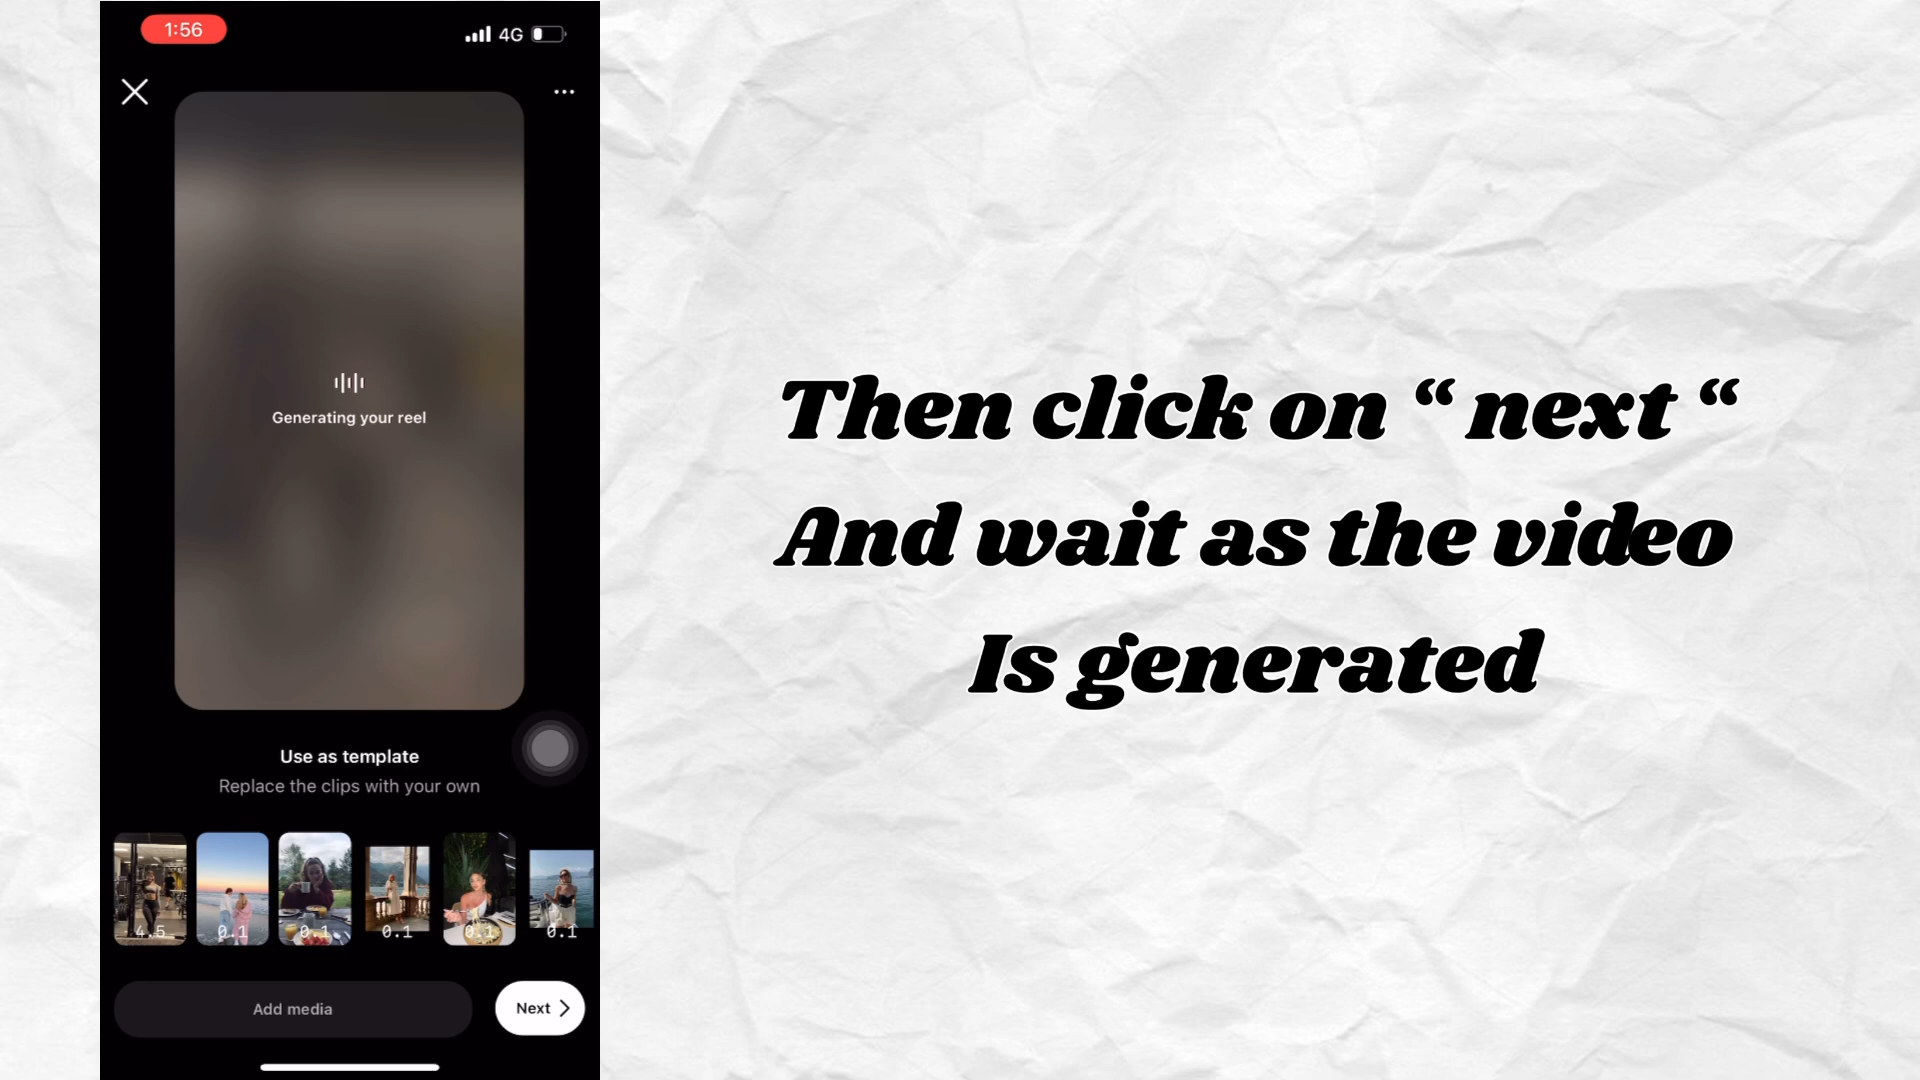 1:56
4G
Generating your reel
Use as template
Replace the clips with your own
4.5 0.1 0.1 0.1 0.1 0.1
Add media
Next
Then click on “ next “
And wait as the video
Is generated